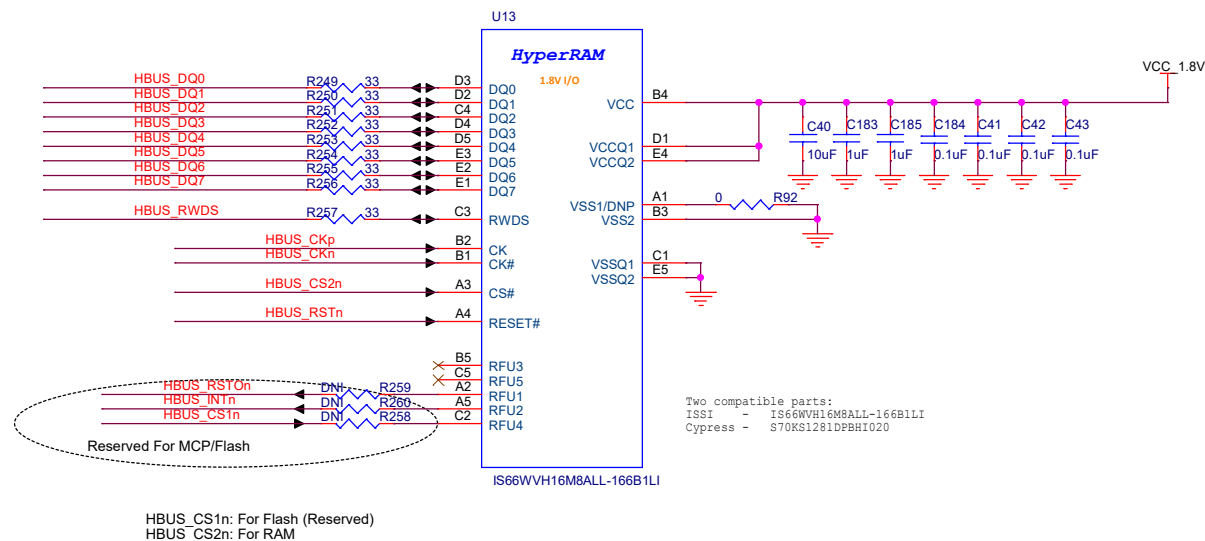 U13
HyperRAM
1.8V I/O
HBUS_DQ0 R249 33 D3 DQ0
HBUS_DQ1 R250 33 D2 DQ1
HBUS_DQ2 R251 33 C4 DQ2
HBUS_DQ3 R252 33 D4 DQ3
HBUS_DQ4 R253 33 D5 DQ4
HBUS_DQ5 R254 33 E3 DQ5
HBUS_DQ6 R255 33 E2 DQ6
HBUS_DQ7 R256 33 E1 DQ7
HBUS_RWDS R257 33 C3 RWDS
HBUS_CKp B2 CK
HBUS_CKn B1 CK#
HBUS_CS2n A3 CS#
HBUS_RSTn A4 RESET#
B5 RFU3
C5 RFU5
HBUS_RSTOn DNI R259 A2 RFU1
HBUS_INTn DNI R260 A5 RFU2
HBUS_CS1n DNI R258 C2 RFU4
Reserved For MCP/Flash
VCC B4
VCCQ1 D1
VCCQ2 E4
VSS1/DNP A1 0 R92
VSS2 B3
VSSQ1 C1
VSSQ2 E5
VCC_1.8V
C40 C183 C185 C184 C41 C42 C43
10uF 1uF 1uF 0.1uF 0.1uF 0.1uF 0.1uF
Two compatible parts:
ISSI - IS66WVH16M8ALL-166B1LI
Cypress - S70KS1281DPBHI020
IS66WVH16M8ALL-166B1LI
HBUS_CS1n: For Flash (Reserved)
HBUS_CS2n: For RAM